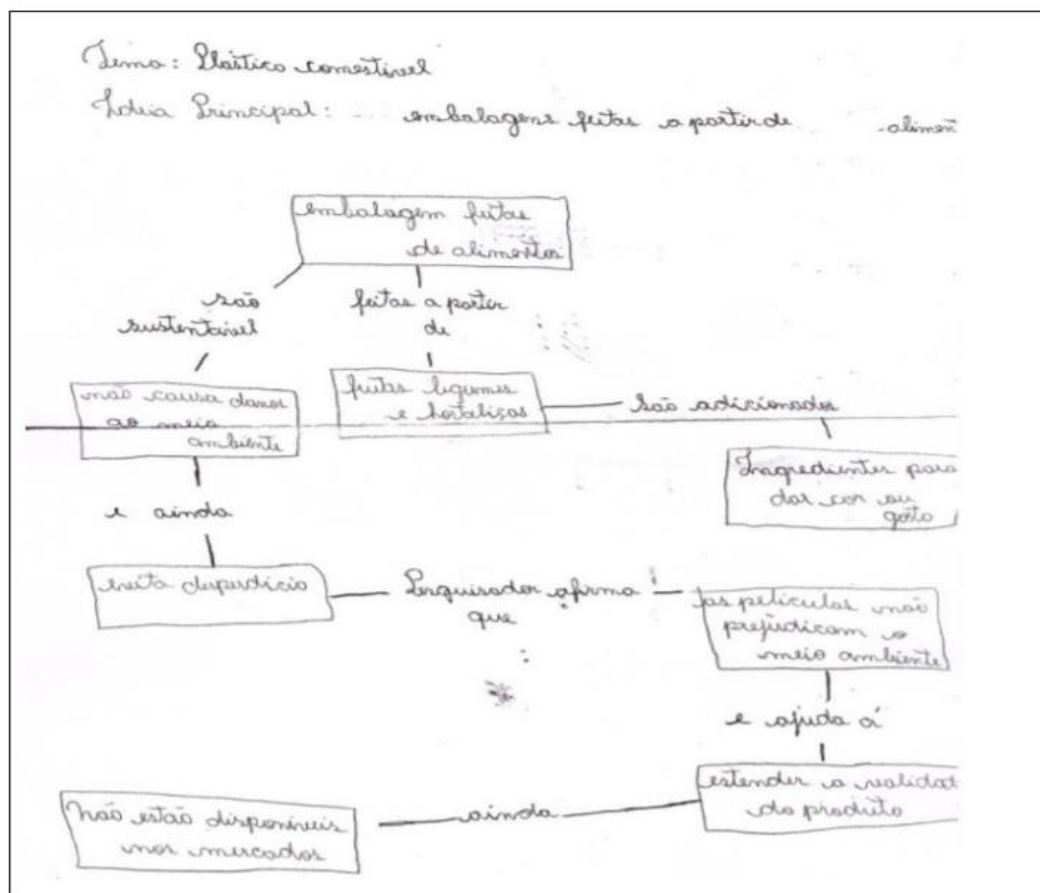 Tema: Plástico comestível
Ideia Principal: embalagens feitas a partir de alimen
embalagem feitas
de alimentos
são
sustentável
feitas a partir
de
não causa danos
ao meio
ambiente
frutas legumes
e hortaliças
são adicionados
Ingredientes para
dar cor ou
gosto
e ainda
evita disperdício
Pesquisador afirma
que
as películas não
prejudicam o
meio ambiente
e ajuda á
estender a
do produto
ainda
não estão disponíveis
nos mercados